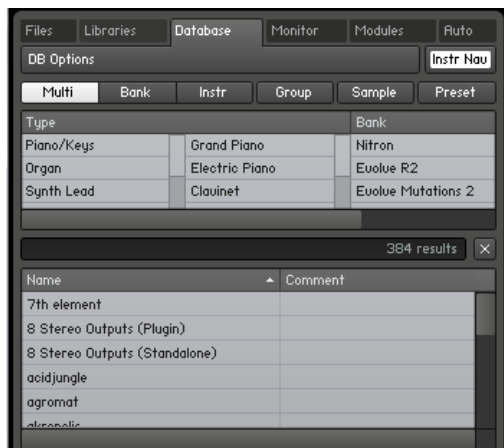 Files Libraries Database Monitor Modules Auto
DB Options Instr Nav
Multi Bank Instr Group Sample Preset
Type Bank
Piano/Keys Grand Piano Nitron
Organ Electric Piano Evolve R2
Synth Lead Clavinet Evolve Mutations 2
384 results ×
Name Comment
7th element
8 Stereo Outputs (Plugin)
8 Stereo Outputs (Standalone)
acidjungle
agromat
akropolis